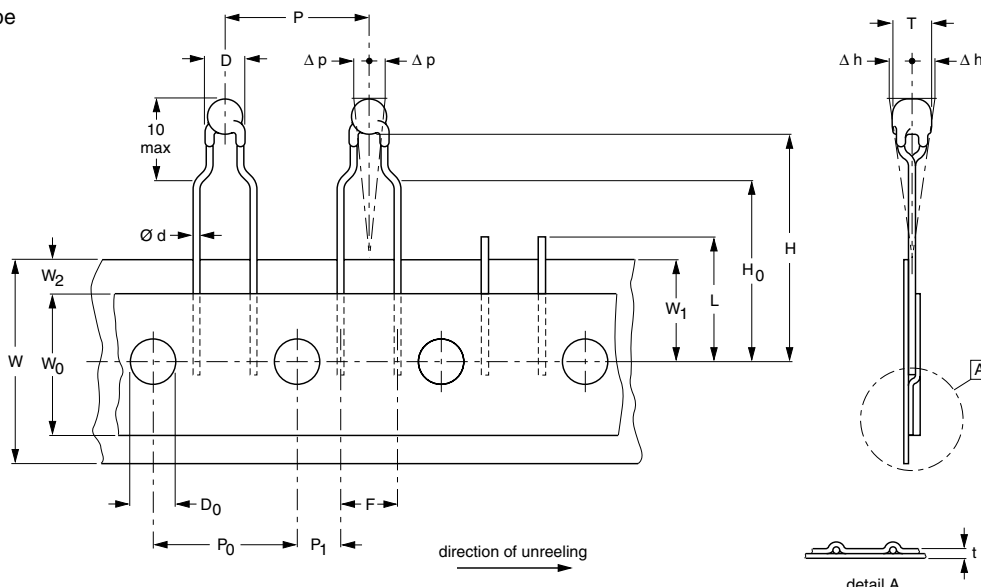 pe
P
D
Δ p
Δ p
T
Δ h
Δ h
10
max
Ø d
H
H0
L
W1
W2
W
W0
A
D0
F
P0
P1
direction of unreeling
t
detail A